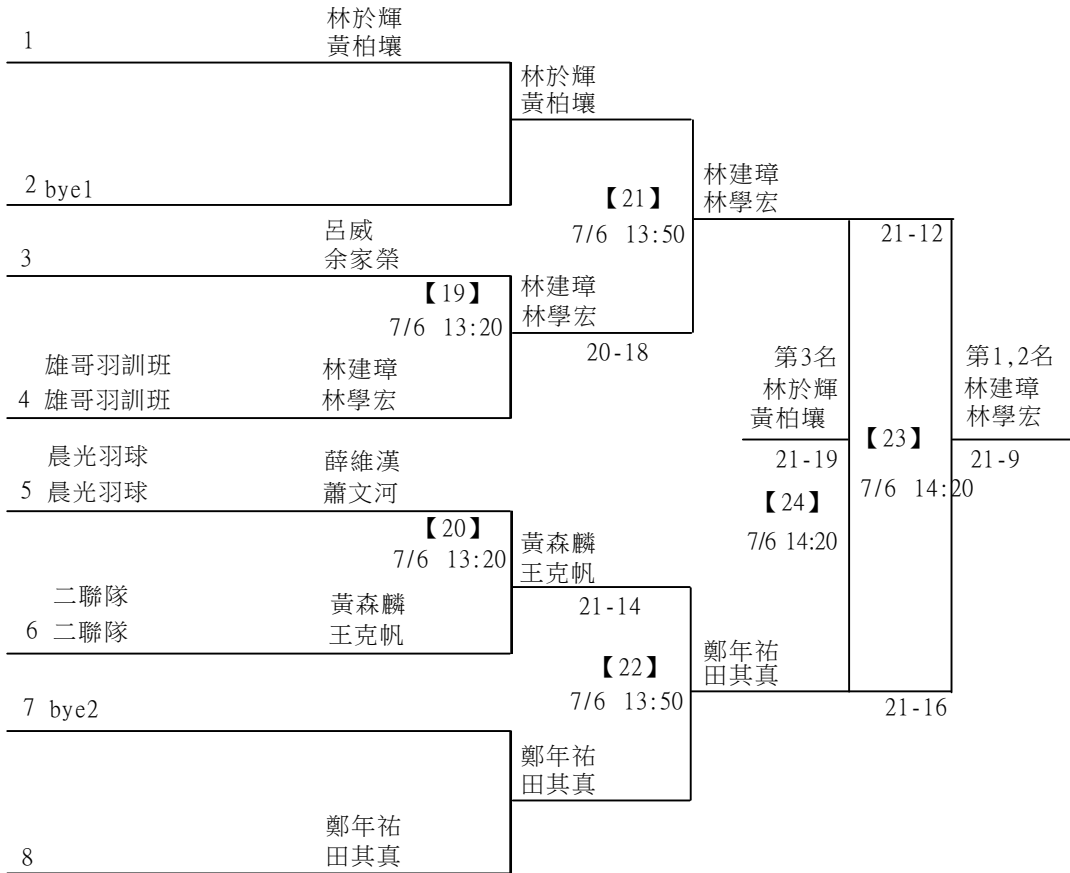 林於輝
1 黃柏壤
林於輝
黃柏壤
2 bye1
【21】
7/6 13:50
林建璋
林學宏
21-12
呂威
3 余家榮
【19】
7/6 13:20
林建璋
林學宏
20-18
雄哥羽訓班 林建璋
4 雄哥羽訓班 林學宏
第3名
林於輝
黃柏壤
21-19
【24】
7/6 14:20
【23】
7/6 14:20
第1,2名
林建璋
林學宏
21-9
晨光羽球 薛維漢
5 晨光羽球 蕭文河
【20】
7/6 13:20
黃森麟
王克帆
21-14
二聯隊 黃森麟
6 二聯隊 王克帆
【22】
7/6 13:50
鄭年祐
田其真
21-16
7 bye2
鄭年祐
田其真
鄭年祐
8 田其真